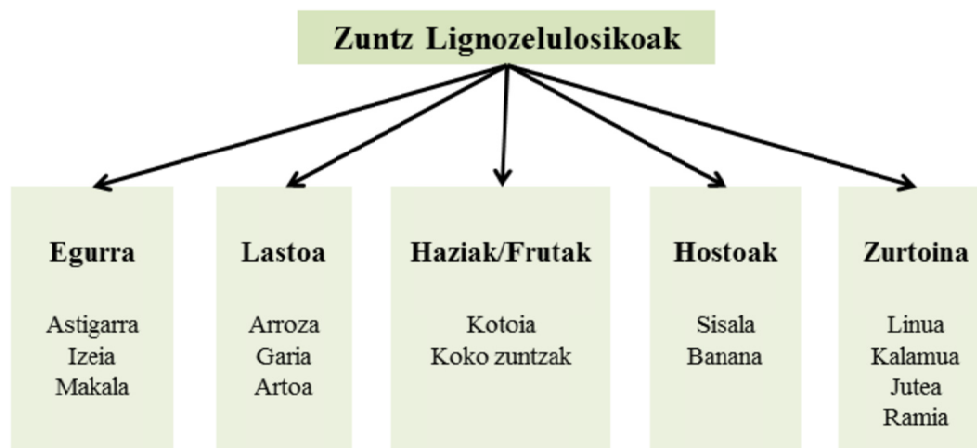 Zuntz Lignozelulosikoak
Egurra
Astigarra
Izeia
Makala
Lastoa
Arroza
Garia
Artoa
Haziak/Frutak
Kotoia
Koko zuntzak
Hostoak
Sisala
Banana
Zurtoina
Linua
Kalamua
Jutea
Ramia